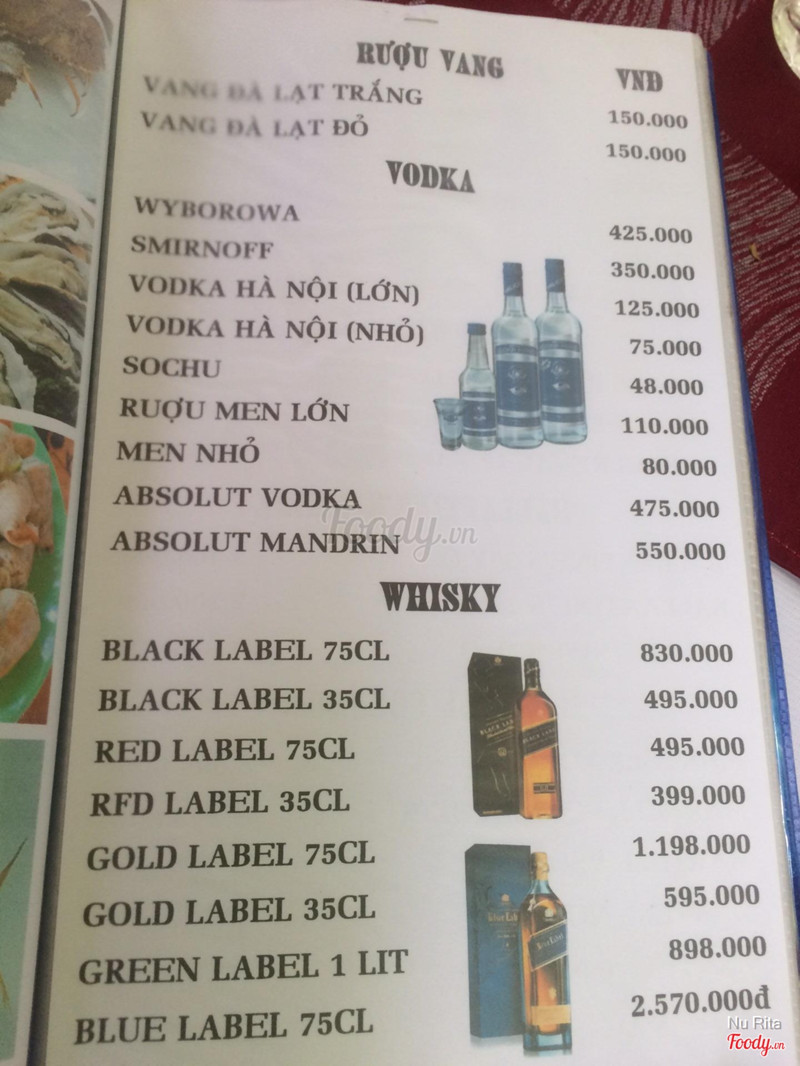 RƯỢU VANG VNĐ
VANG ĐÀ LẠT TRẮNG 150.000
VANG ĐÀ LẠT ĐỎ 150.000
VODKA
WYBOROWA 425.000
SMIRNOFF 350.000
VODKA HÀ NỘI (LỚN) 125.000
VODKA HÀ NỘI (NHỎ) 75.000
SOCHU 48.000
RƯỢU MEN LỚN 110.000
MEN NHỎ 80.000
ABSOLUT VODKA 475.000
Foody.vn
ABSOLUT MANDRIN 550.000
WHISKY
BLACK LABEL 75CL 830.000
BLACK LABEL 35CL 495.000
RED LABEL 75CL 495.000
RFD LABEL 35CL 399.000
GOLD LABEL 75CL 1.198.000
GOLD LABEL 35CL 595.000
GREEN LABEL 1 LIT 898.000
BLUE LABEL 75CL 2.570.000đ
Nu Rita
Foody.vn